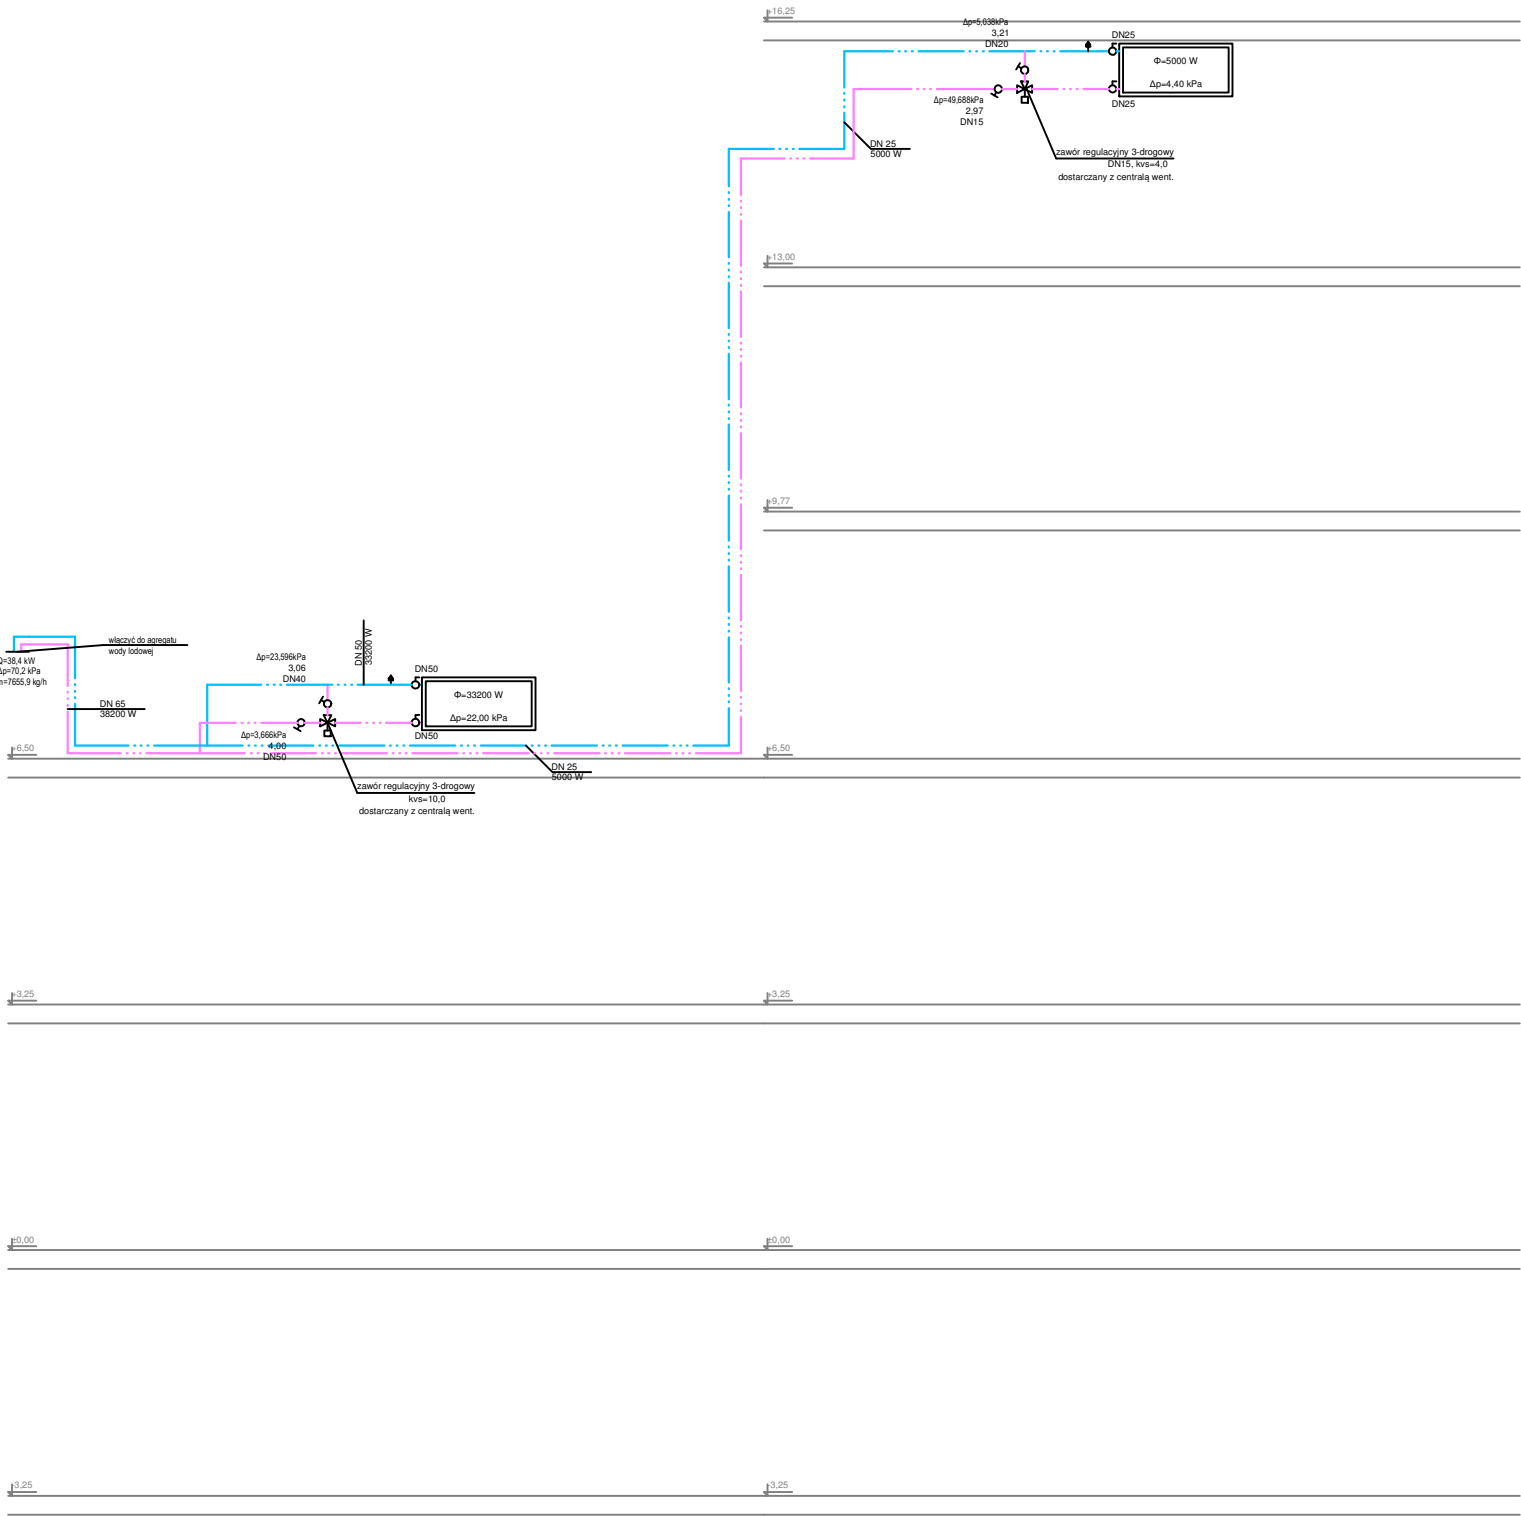 +16,25
Δp=5,038kPa
3,21
DN20
DN25
Φ=5000 W
Δp=4,40 kPa
DN25
Δp=49,688kPa
2,97
DN15
DN 25
5000 W
zawór regulacyjny 3-drogowy
DN15, kvs=4,0
dostarczany z centralą went.
+13,00
+9,77
włączyć do agregatu
wody lodowej
Q=38,4 kW
Δp=70,2 kPa
m=7655,9 kg/h
DN 65
38200 W
DN 50
33200 W
Δp=23,596kPa
3,06
DN40
DN50
Φ=33200 W
Δp=22,00 kPa
DN50
Δp=3,666kPa
4,00
DN50
+6,50
+6,50
DN 25
5000 W
zawór regulacyjny 3-drogowy
kvs=10,0
dostarczany z centralą went.
+3,25
+3,25
±0,00
±0,00
-3,25
-3,25